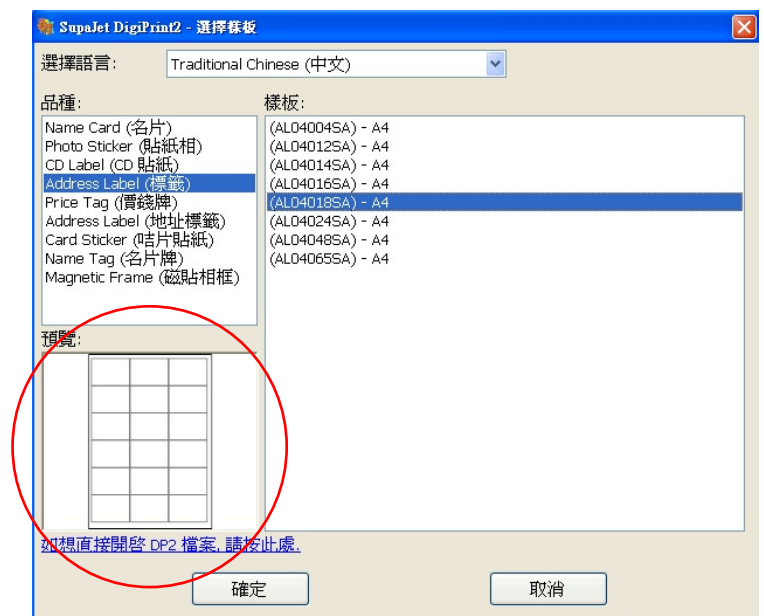 SupaJet DigiPrint2 - 選擇樣板
選擇語言: Traditional Chinese (中文)
品種:
Name Card (名片)
Photo Sticker (貼紙相)
CD Label (CD 貼紙)
Address Label (標籤)
Price Tag (價錢牌)
Address Label (地址標籤)
Card Sticker (咭片貼紙)
Name Tag (名片牌)
Magnetic Frame (磁貼相框)
樣板:
(AL04004SA) - A4
(AL04012SA) - A4
(AL04014SA) - A4
(AL04016SA) - A4
(AL04018SA) - A4
(AL04024SA) - A4
(AL04048SA) - A4
(AL04065SA) - A4
預覽:
如想直接開啓 DP2 檔案, 請按此處.
確定
取消